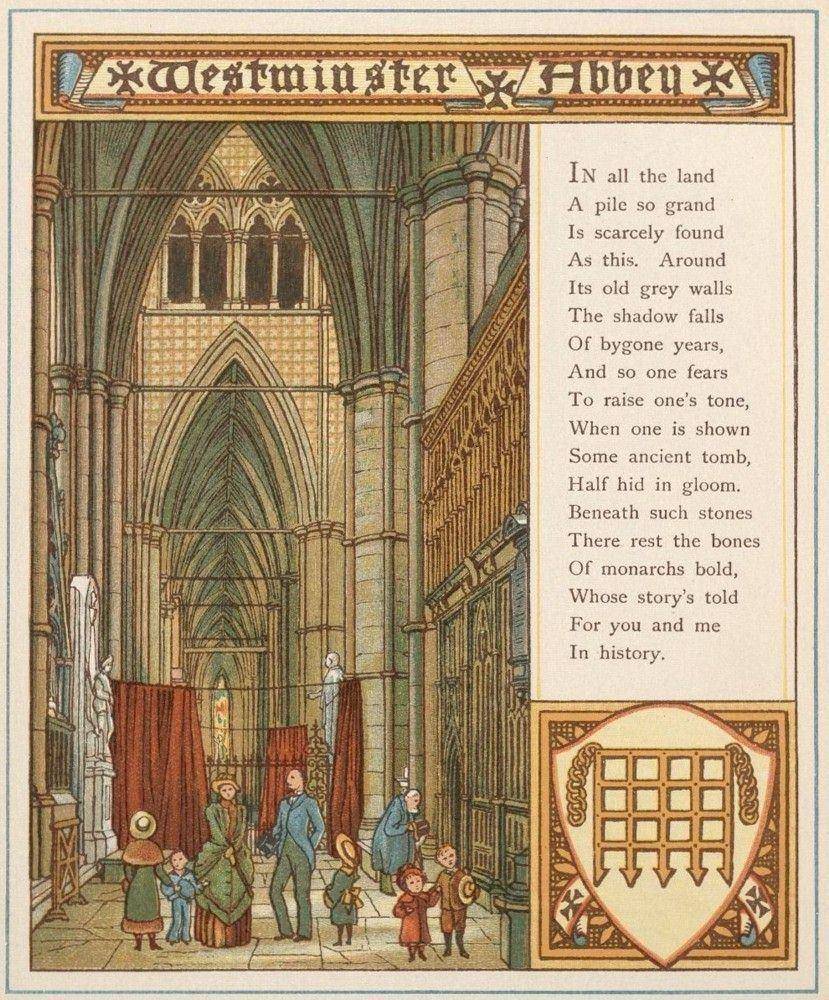 Westminster Abbey
IN all the land
A pile so grand
Is scarcely found
As this. Around
Its old grey walls
The shadow falls
Of bygone years,
And so one fears
To raise one's tone,
When one is shown
Some ancient tomb,
Half hid in gloom.
Beneath such stones
There rest the bones
Of monarchs bold,
Whose story's told
For you and me
In history.